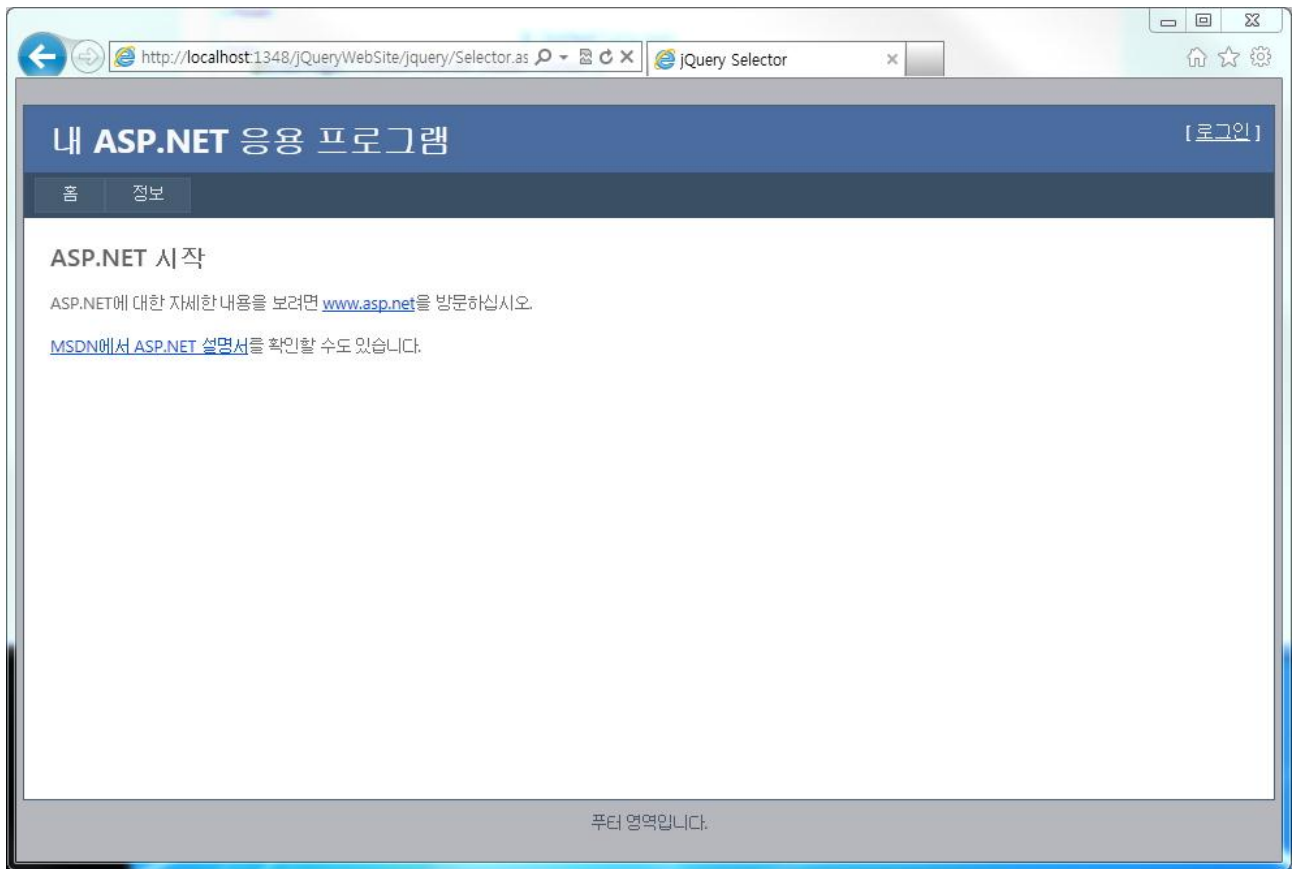 http://localhost:1348/jQueryWebSite/jquery/Selector.as
jQuery Selector
내 ASP.NET 응용 프로그램
[ 로그인 ]
홈 정보
ASP.NET 시작
ASP.NET에 대한 자세한 내용을 보려면 www.asp.net을 방문하십시오.
MSDN에서 ASP.NET 설명서를 확인할 수도 있습니다.
푸터 영역입니다.